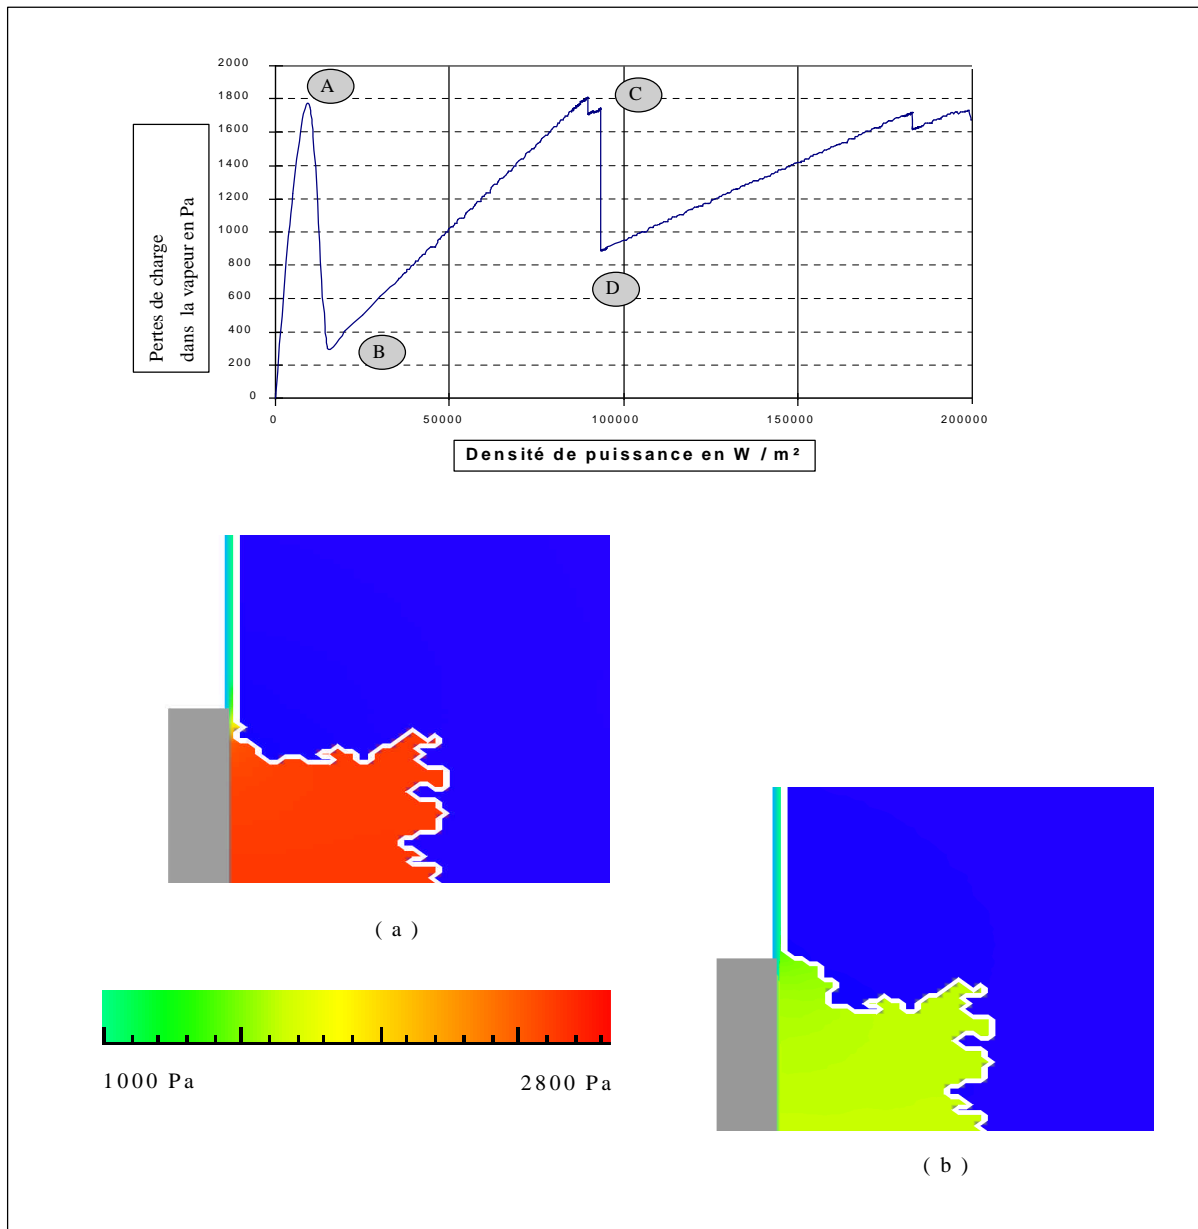 2000
1800
1600
1400
1200
1000
800
600
400
200
0
A
B
C
D
Pertes de charge
dans la vapeur en Pa
0 50000 100000 150000 200000
Densité de puissance en W / m²
( a )
1000 Pa 2800 Pa
( b )